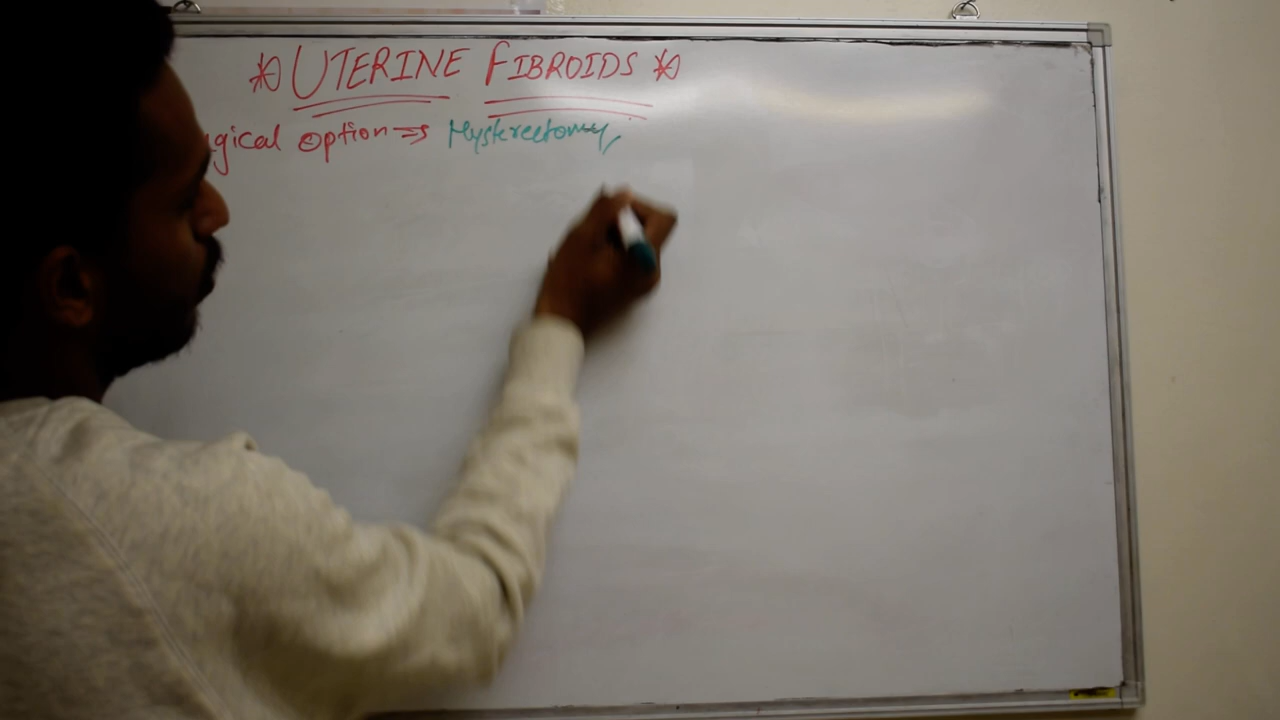 * UTERINE FIBROIDS *
gical option => Hysterectomy,